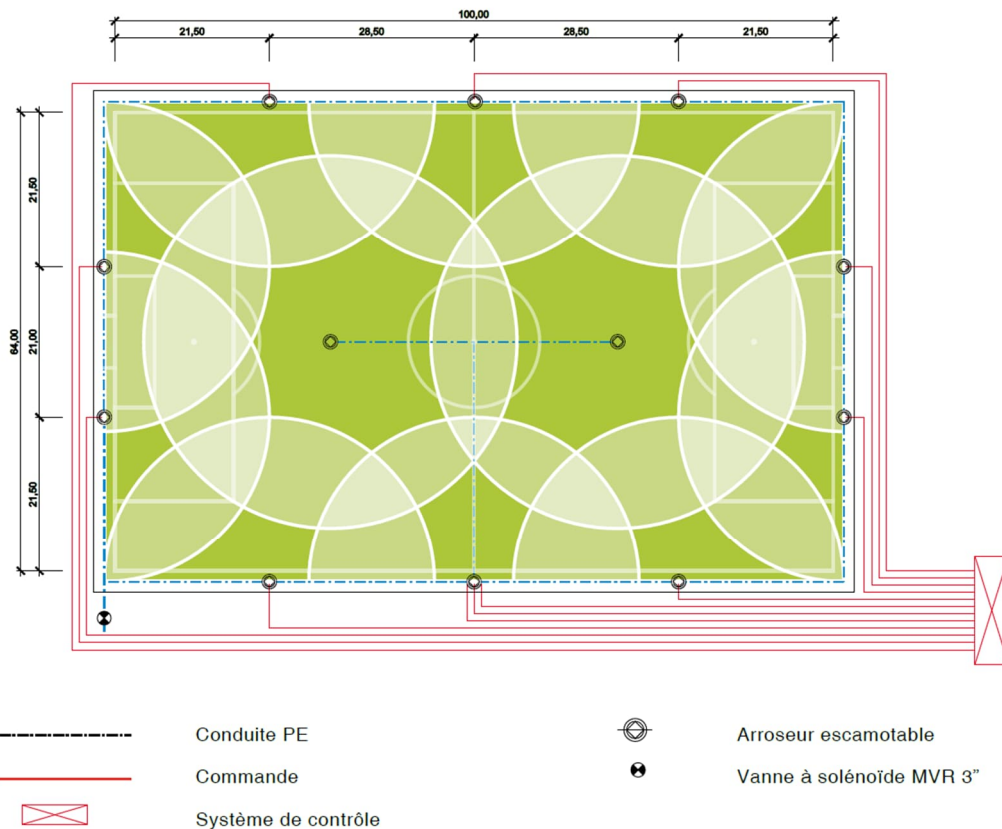 100,00
21,50 28,50 28,50 21,50
21,50
64,00
21,00
21,50
Conduite PE
Arroseur escamotable
Commande
Vanne à solénoïde MVR 3”
Système de contrôle